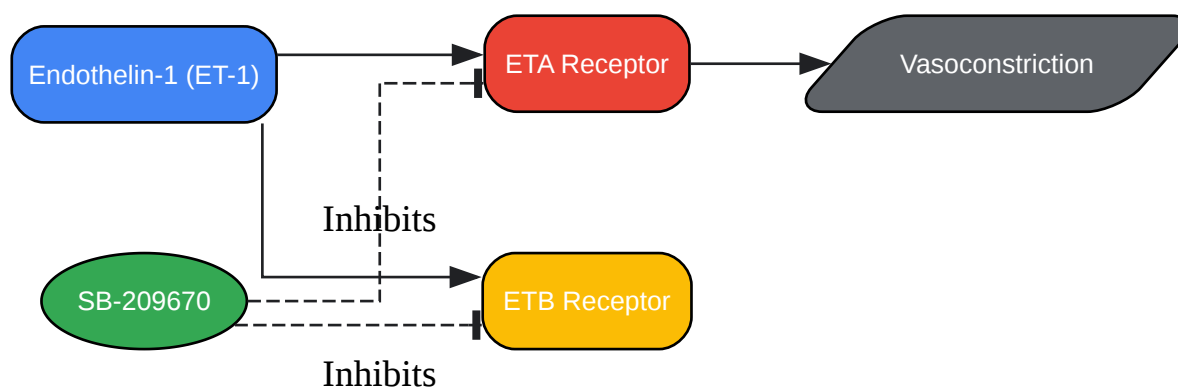 Endothelin-1 (ET-1)
ETA Receptor
Vasoconstriction
Inhibits
SB-209670
ETB Receptor
Inhibits